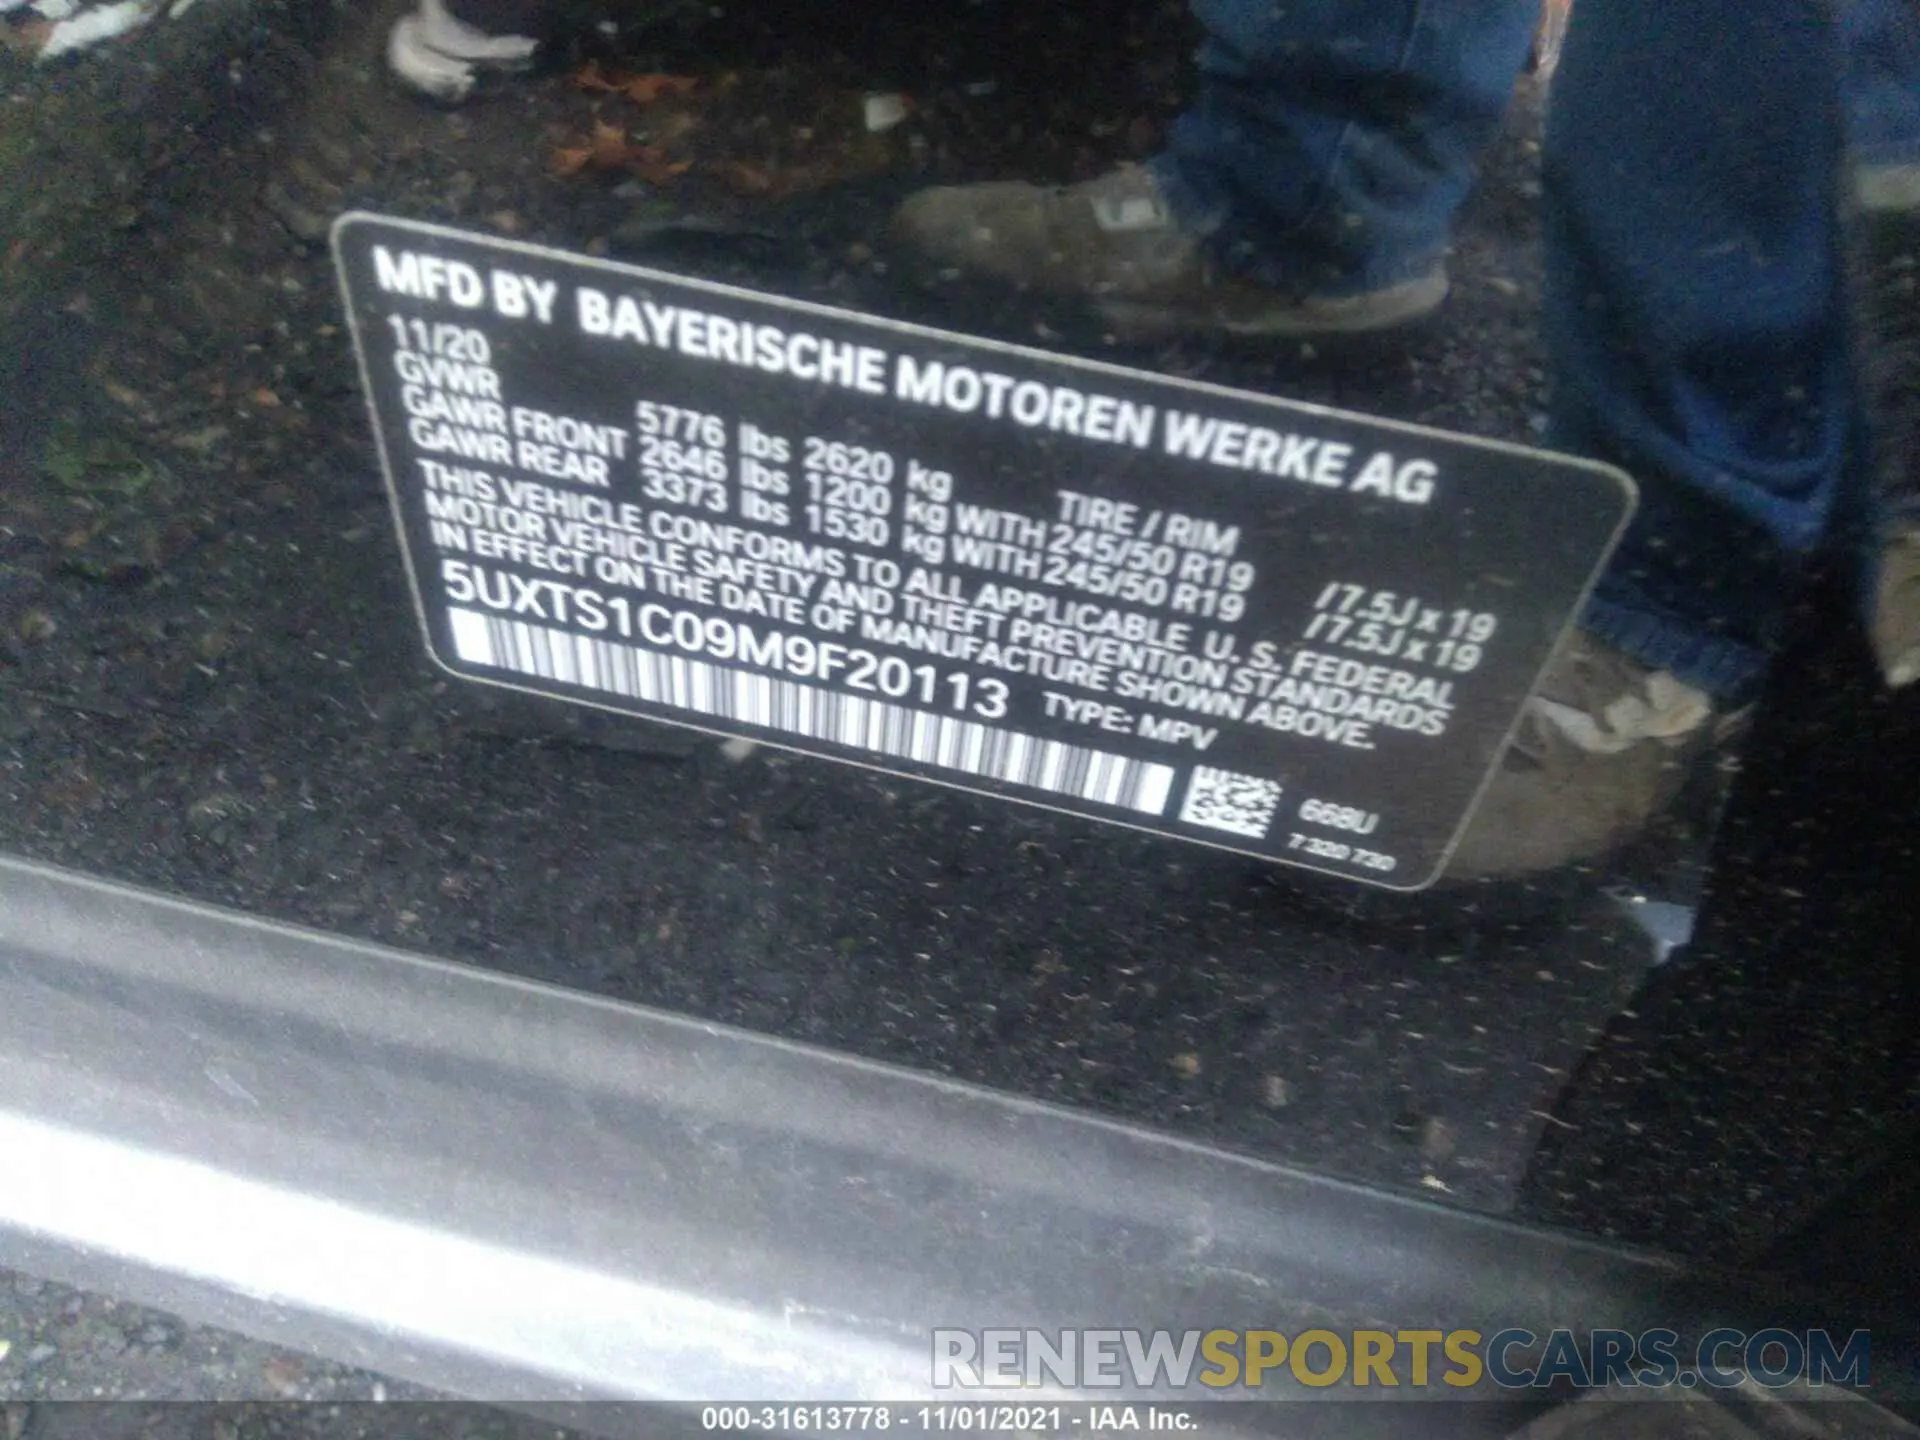 MFD BY BAYERISCHE MOTOREN WERKE AG
11/20
GVWR 5776 lbs 2620 kg TIRE / RIM
GAWR FRONT 2646 lbs 1200 kg WITH 245/50 R19 / 7.5J x 19
GAWR REAR 3373 lbs 1530 kg WITH 245/50 R19 / 7.5J x 19
THIS VEHICLE CONFORMS TO ALL APPLICABLE U. S. FEDERAL
MOTOR VEHICLE SAFETY AND THEFT PREVENTION STANDARDS
IN EFFECT ON THE DATE OF MANUFACTURE SHOWN ABOVE.
5UXTS1C09M9F20113 TYPE: MPV
668U
7 320 730
RENEWSPORTSCARS.COM
000-31613778 - 11/01/2021 - IAA Inc.